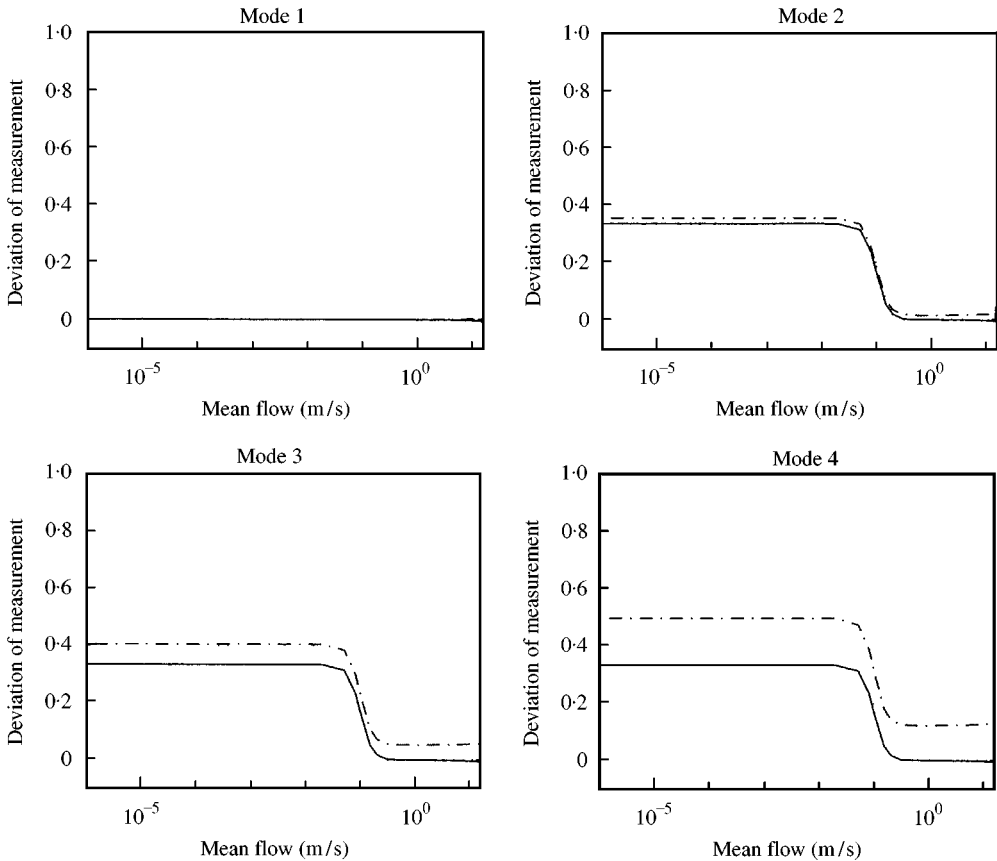 Mode 1
1·0
0·8
0·6
0·4
0·2
0
Deviation of measurement
10⁻⁵
10⁰
Mean flow (m/s)
Mode 2
1·0
0·8
0·6
0·4
0·2
0
Deviation of measurement
10⁻⁵
10⁰
Mean flow (m/s)
Mode 3
1·0
0·8
0·6
0·4
0·2
0
Deviation of measurement
10⁻⁵
10⁰
Mean flow (m/s)
Mode 4
1·0
0·8
0·6
0·4
0·2
0
Deviation of measurement
10⁻⁵
10⁰
Mean flow (m/s)